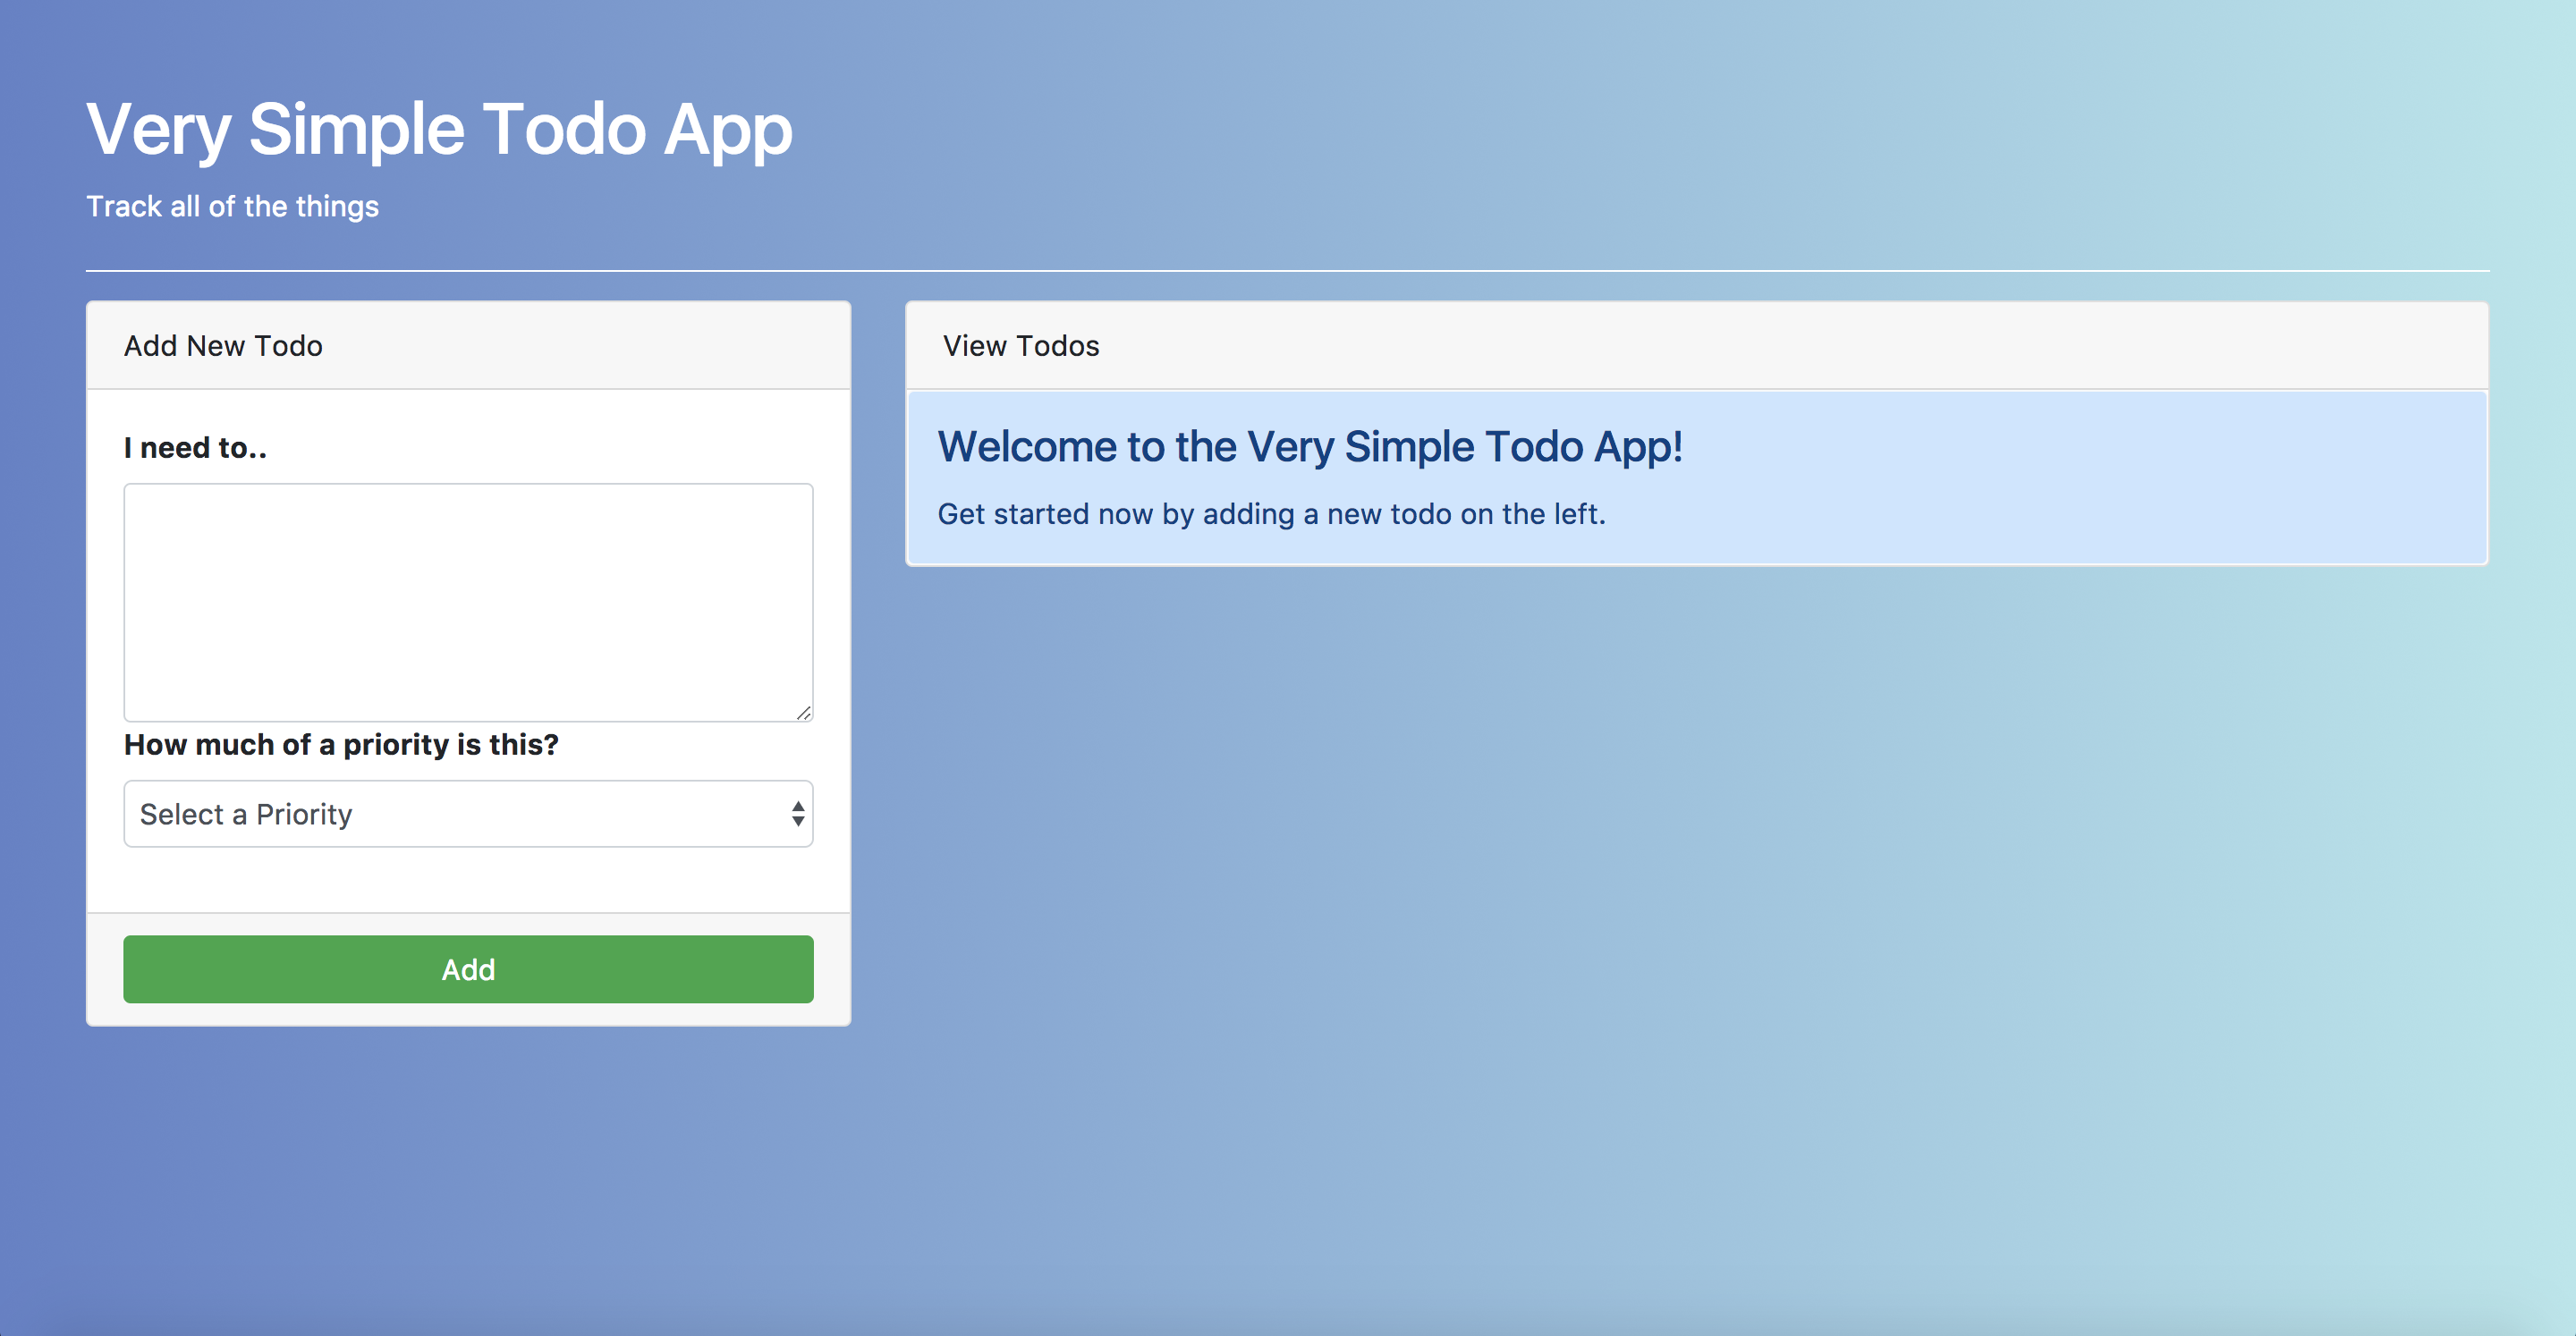 Very Simple Todo App
Track all of the things
Add New Todo
I need to..
How much of a priority is this?
Select a Priority
Add
View Todos
Welcome to the Very Simple Todo App!
Get started now by adding a new todo on the left.